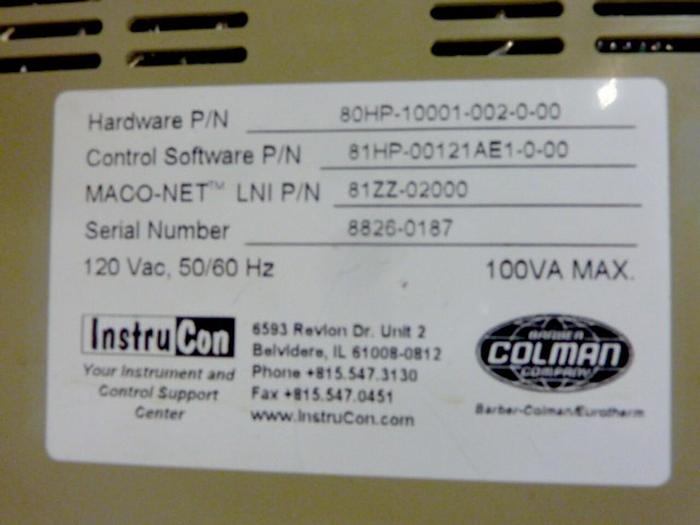 Hardware P/N 80HP-10001-002-0-00
Control Software P/N 81HP-00121AE1-0-00
MACO-NET™ LNI P/N 81ZZ-02000
Serial Number 8826-0187
120 Vac, 50/60 Hz 100VA MAX.
InstruCon
Your Instrument and
Control Support
Center
6593 Revlon Dr. Unit 2
Belvidere, IL 61008-0812
Phone +815.547.3130
Fax +815.547.0451
www.InstruCon.com
BARBER
COLMAN
COMPANY
Barber-Colman/Eurotherm